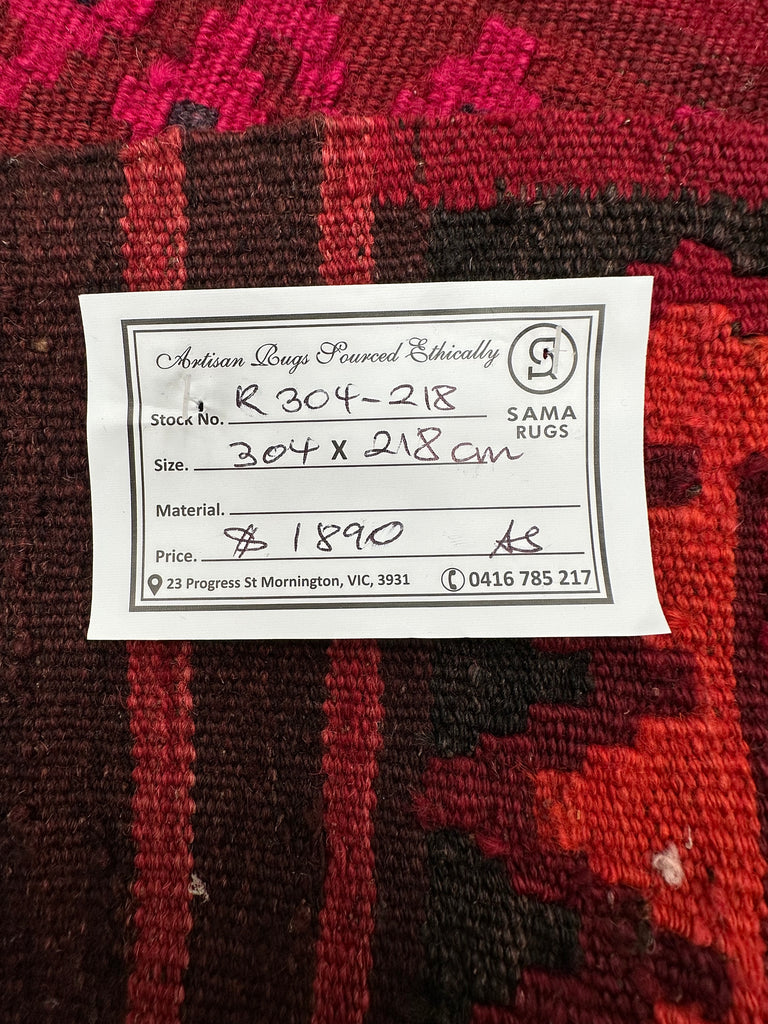 Artisan Rugs Sourced Ethically
SAMA
RUGS
Stock No. R 304-218
Size. 304 x 218 cm
Material.
Price. $ 1890 AS
23 Progress St Mornington, VIC, 3931 0416 785 217